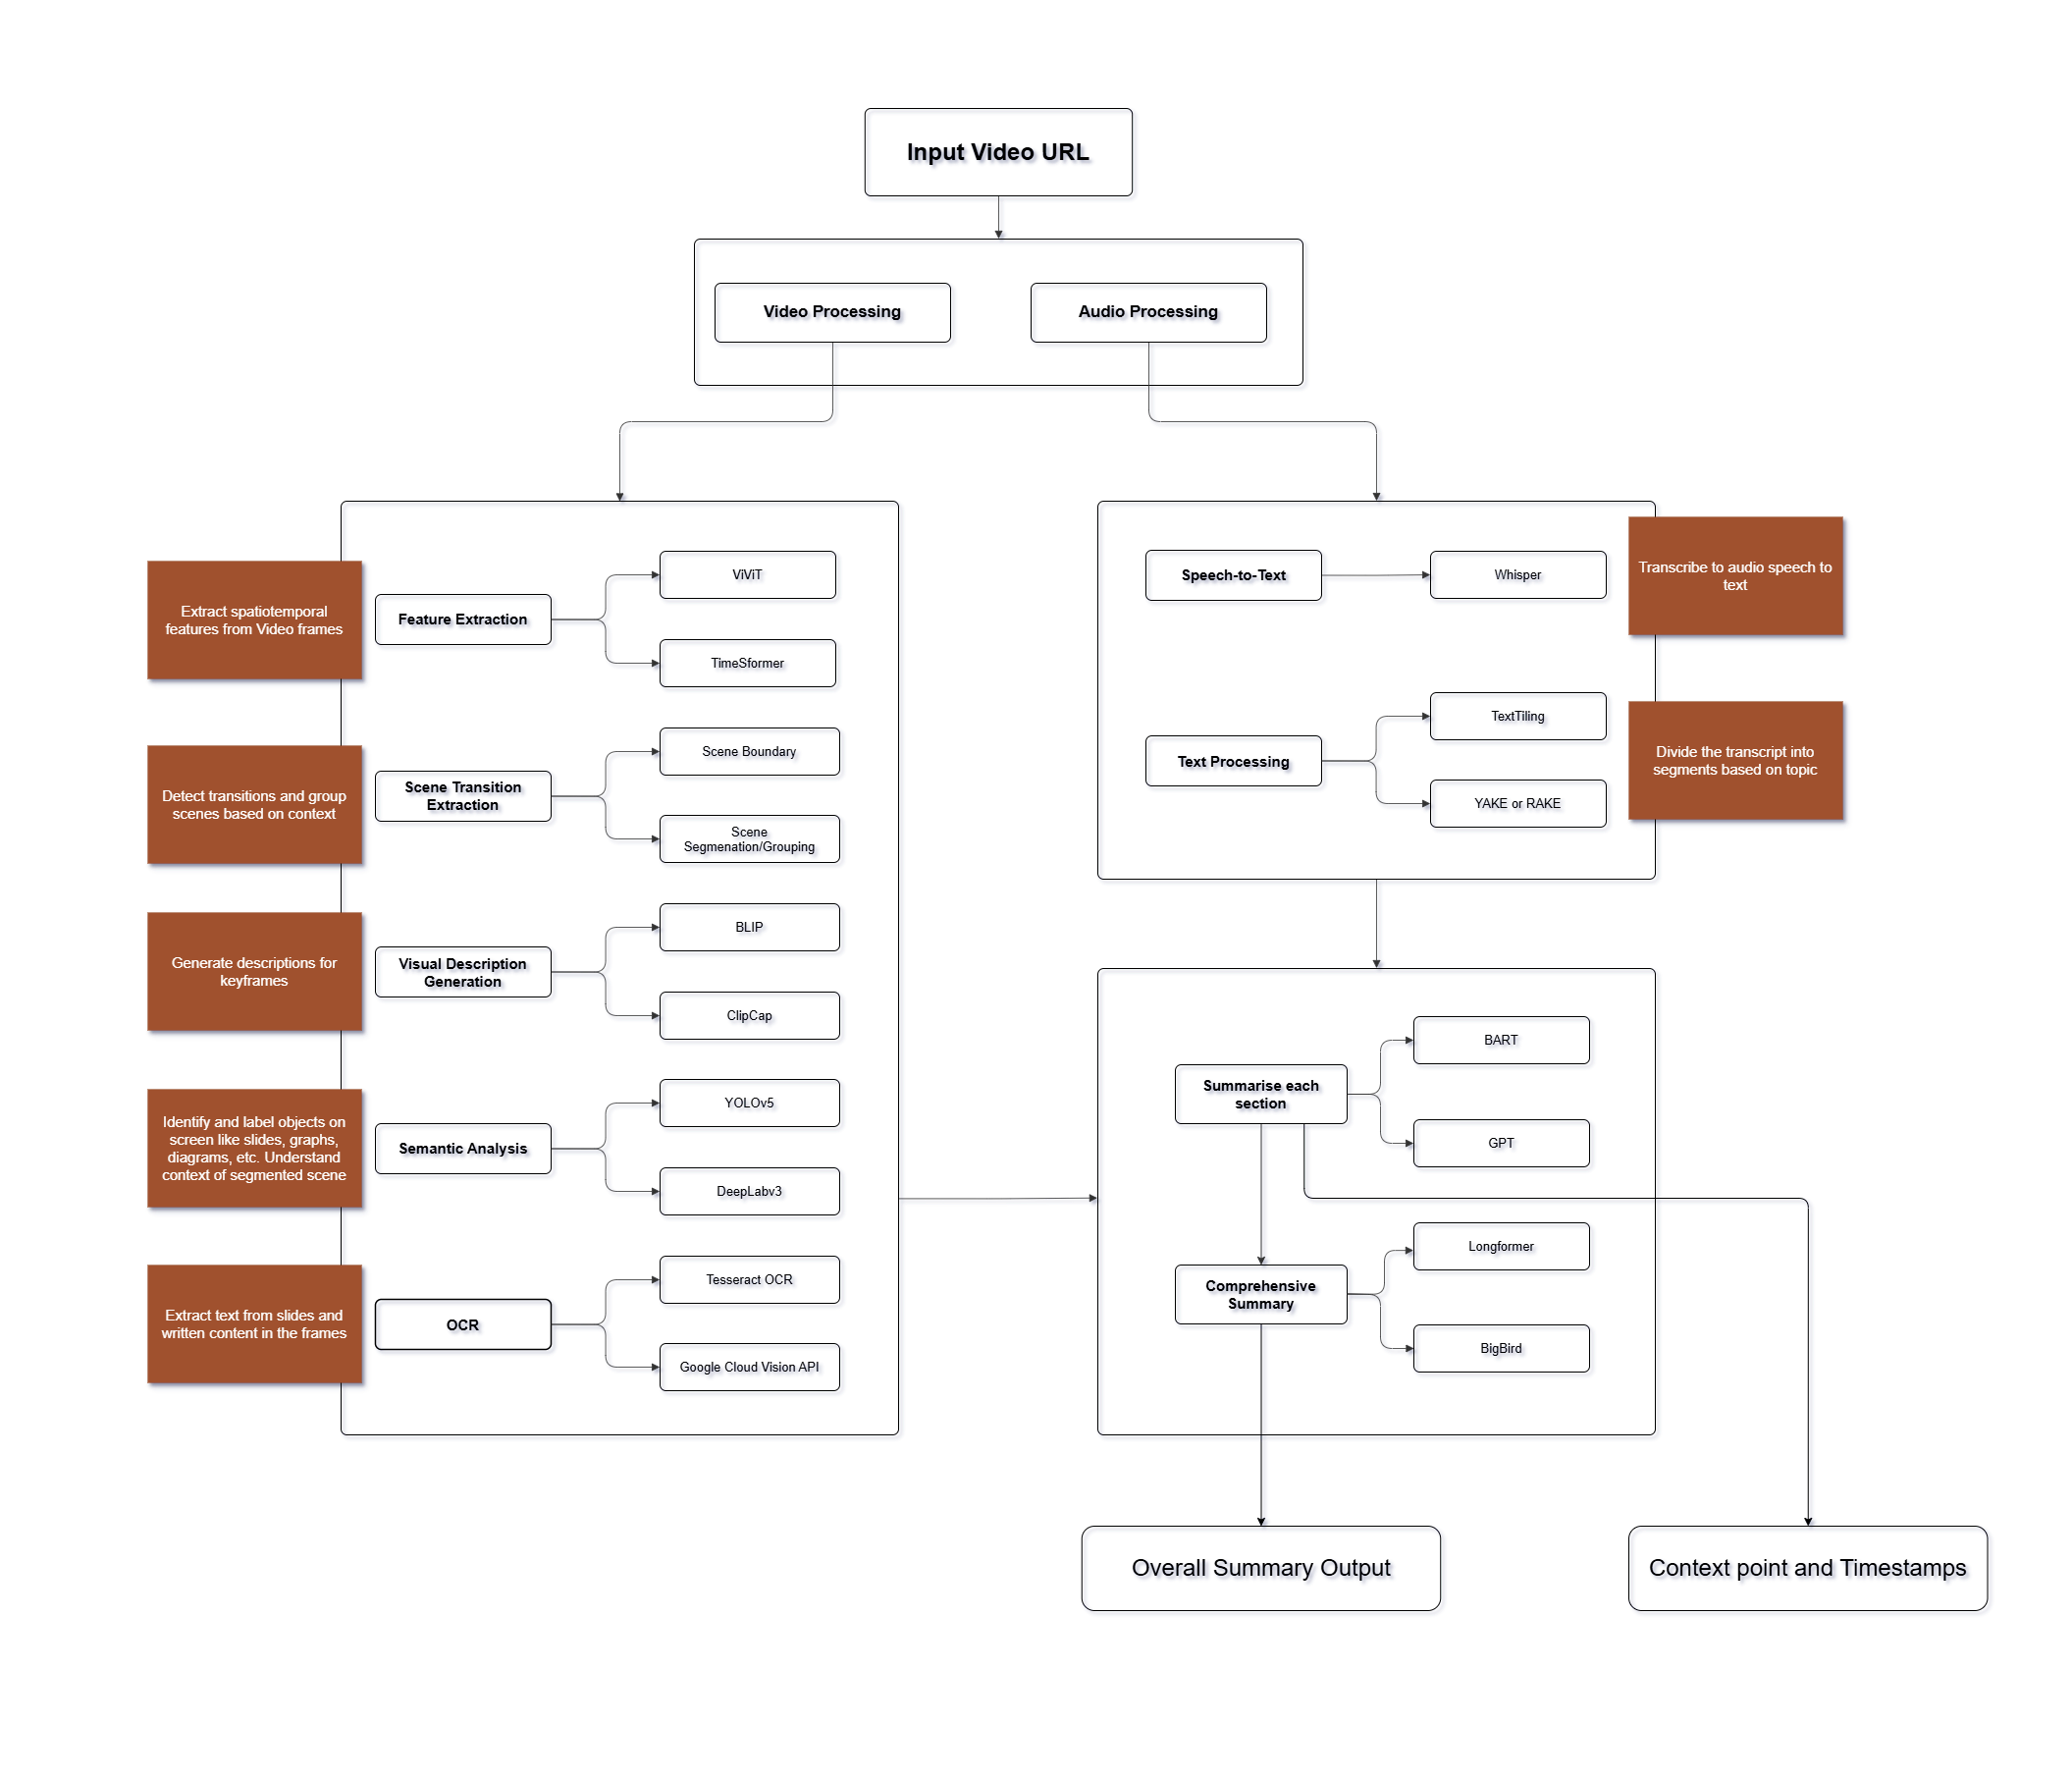 Input Video URL
Video Processing
Audio Processing
Extract spatiotemporal
features from Video frames
Feature Extraction
ViViT
TimeSformer
Detect transitions and group
scenes based on context
Scene Transition
Extraction
Scene Boundary
Scene
Segmenation/Grouping
Generate descriptions for
keyframes
Visual Description
Generation
BLIP
ClipCap
Identify and label objects on
screen like slides, graphs,
diagrams, etc. Understand
context of segmented scene
Semantic Analysis
YOLOv5
DeepLabv3
Extract text from slides and
written content in the frames
OCR
Tesseract OCR
Google Cloud Vision API
Speech-to-Text
Whisper
Transcribe to audio speech to
text
Text Processing
TextTiling
YAKE or RAKE
Divide the transcript into
segments based on topic
Summarise each
section
BART
GPT
Comprehensive
Summary
Longformer
BigBird
Overall Summary Output
Context point and Timestamps